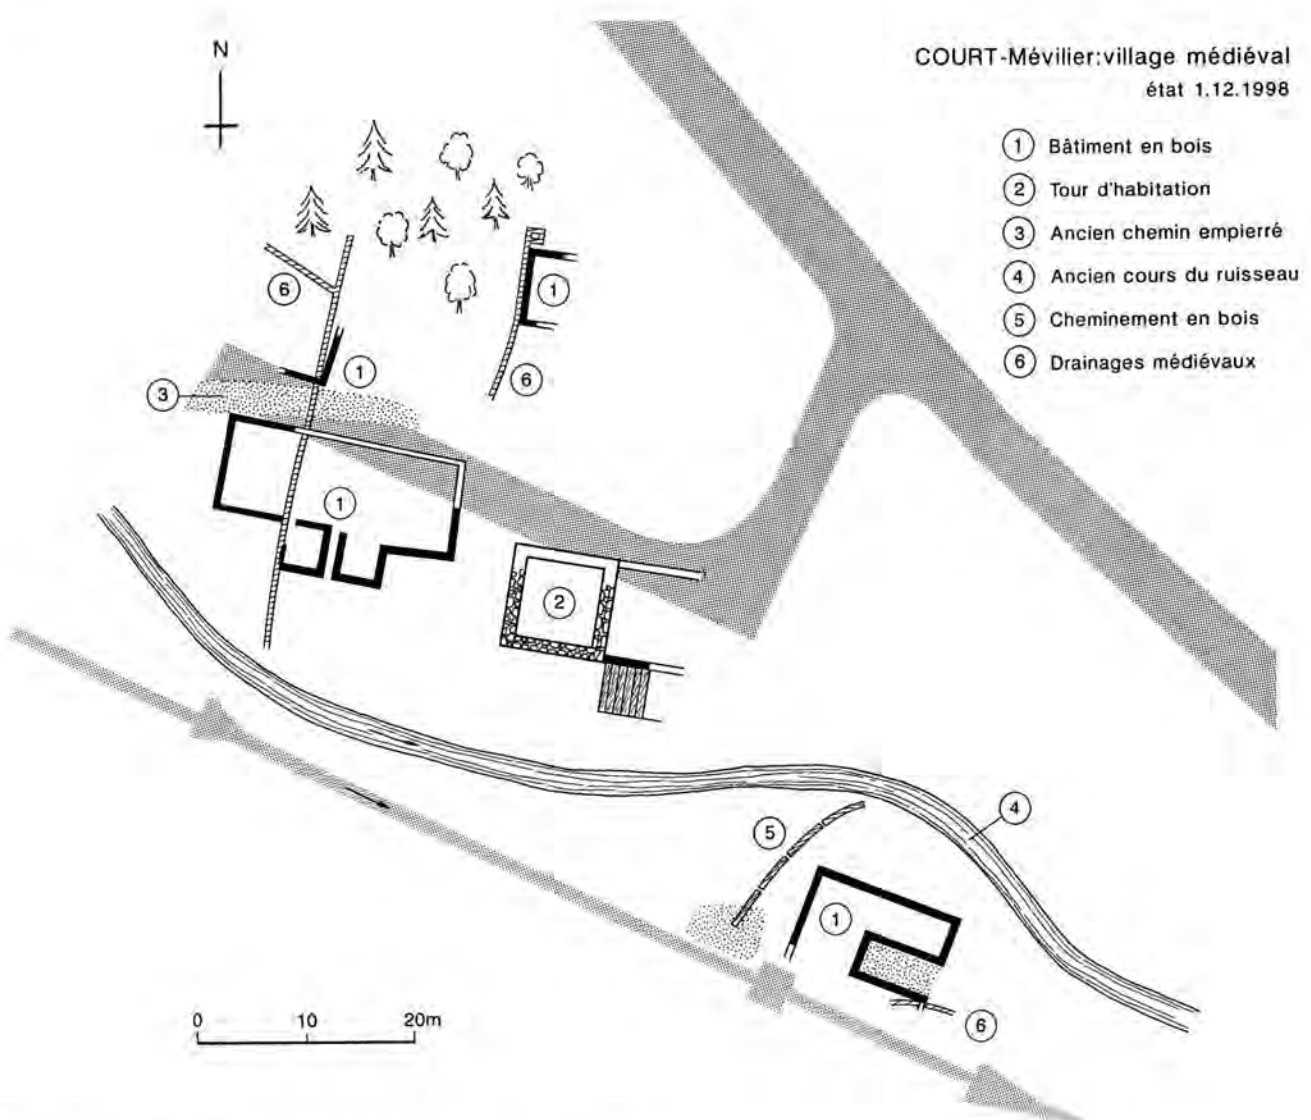 COURT-Mévilier:village médiéval
état 1.12.1998
N
1 Bâtiment en bois
2 Tour d'habitation
3 Ancien chemin empierré
4 Ancien cours du ruisseau
5 Cheminement en bois
6 Drainages médiévaux
6
1
1
6
3
1
2
4
5
1
6
0 10 20m